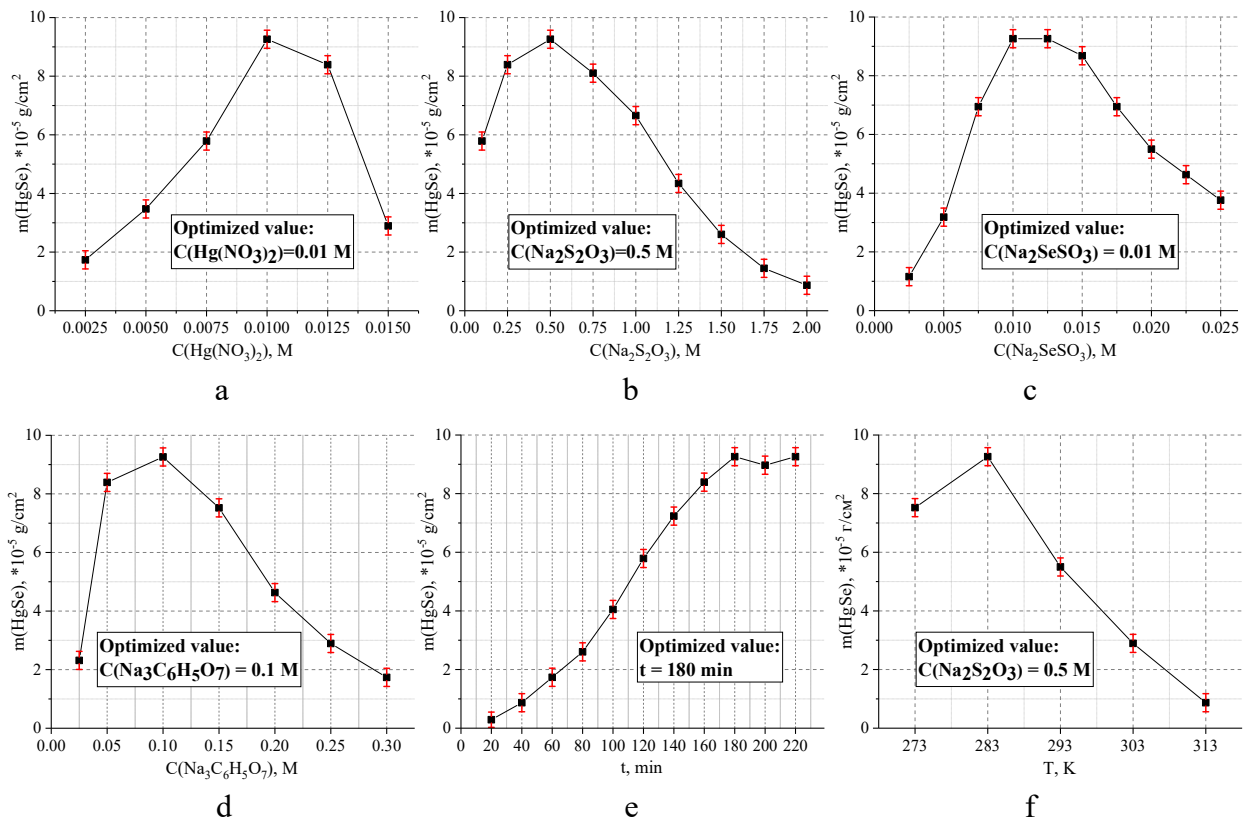 m(HgSe), *10⁻⁵ g/cm²
10
8
6
4
2
0
Optimized value:
C(Hg(NO₃)₂)=0.01 M
0.0025 0.0050 0.0075 0.0100 0.0125 0.0150
C(Hg(NO₃)₂), M
a
m(HgSe), *10⁻⁵ g/cm²
10
8
6
4
2
0
Optimized value:
C(Na₂S₂O₃)=0.5 M
0.00 0.25 0.50 0.75 1.00 1.25 1.50 1.75 2.00
C(Na₂S₂O₃), M
b
m(HgSe), *10⁻⁵ g/cm²
10
8
6
4
2
0
Optimized value:
C(Na₂SeSO₃) = 0.01 M
0.000 0.005 0.010 0.015 0.020 0.025
C(Na₂SeSO₃), M
c
m(HgSe), *10⁻⁵ g/cm²
10
8
6
4
2
0
Optimized value:
C(Na₃C₆H₅O₇) = 0.1 M
0.00 0.05 0.10 0.15 0.20 0.25 0.30
C(Na₃C₆H₅O₇), M
d
m(HgSe), *10⁻⁵ g/cm²
10
8
6
4
2
0
Optimized value:
t = 180 min
0 20 40 60 80 100 120 140 160 180 200 220
t, min
e
m(HgSe), *10⁻⁵ г/см²
10
8
6
4
2
0
Optimized value:
C(Na₂S₂O₃) = 0.5 M
273 283 293 303 313
T, K
f